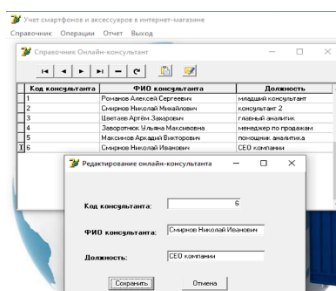 Учет смартфонов и аксессуаров в интернет-магазине
Справочник Операции Отчет Выход
Справочник Онлайн-консультант
Код консультанта ФИО консультанта Должность
1 Романов Алексей Сергеевич младший консультант
2 Смирнов Николай Михайлович консультант 2
3 Цветаев Артём Захарович главный аналитик
4 Заворотнюк Ульяна Максимовна менеджер по продажам
5 Максимов Аркадий Викторович помощник аналитика
6 Смирнов Николай Иванович CEO компании
Редактирование онлайн-консультанта
Код консультанта: 6
ФИО консультанта: Смирнов Николай Иванович
Должность: CEO компании
Сохранить Отмена